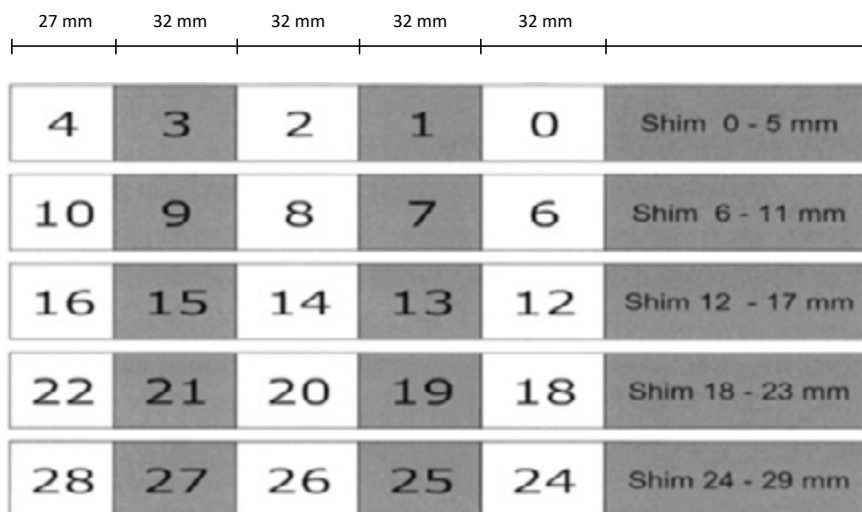 27 mm 32 mm 32 mm 32 mm 32 mm
4 3 2 1 0 Shim 0 - 5 mm
10 9 8 7 6 Shim 6 - 11 mm
16 15 14 13 12 Shim 12 - 17 mm
22 21 20 19 18 Shim 18 - 23 mm
28 27 26 25 24 Shim 24 - 29 mm